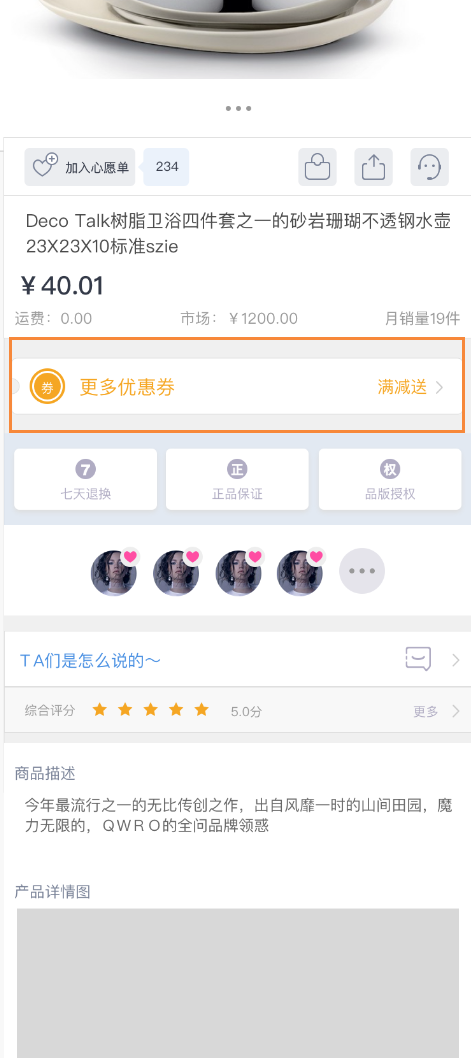 加入心愿单 234
Deco Talk树脂卫浴四件套之一的砂岩珊瑚不透钢水壶
23X23X10标准szie
￥40.01
运费：0.00 市场：￥1200.00 月销量19件
券 更多优惠券 满减送
7 正 权
七天退换 正品保证 品版授权
TA们是怎么说的～
综合评分 5.0分 更多
商品描述
今年最流行之一的无比传创之作，出自风靡一时的山间田园，魔
力无限的，QWRO的全问品牌领惑
产品详情图